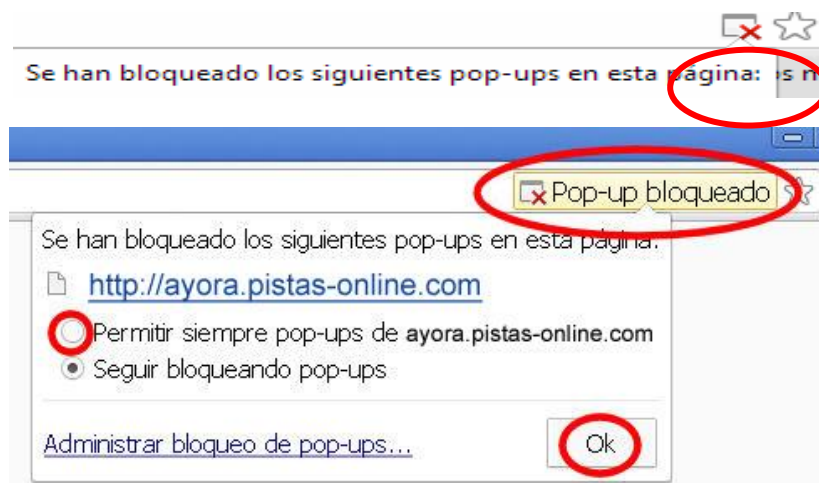 Se han bloqueado los siguientes pop-ups en esta página:
Pop-up bloqueado
Se han bloqueado los siguientes pop-ups en esta página:
http://ayora.pistas-online.com
Permitir siempre pop-ups de ayora.pistas-online.com
Seguir bloqueando pop-ups
Administrar bloqueo de pop-ups...
Ok